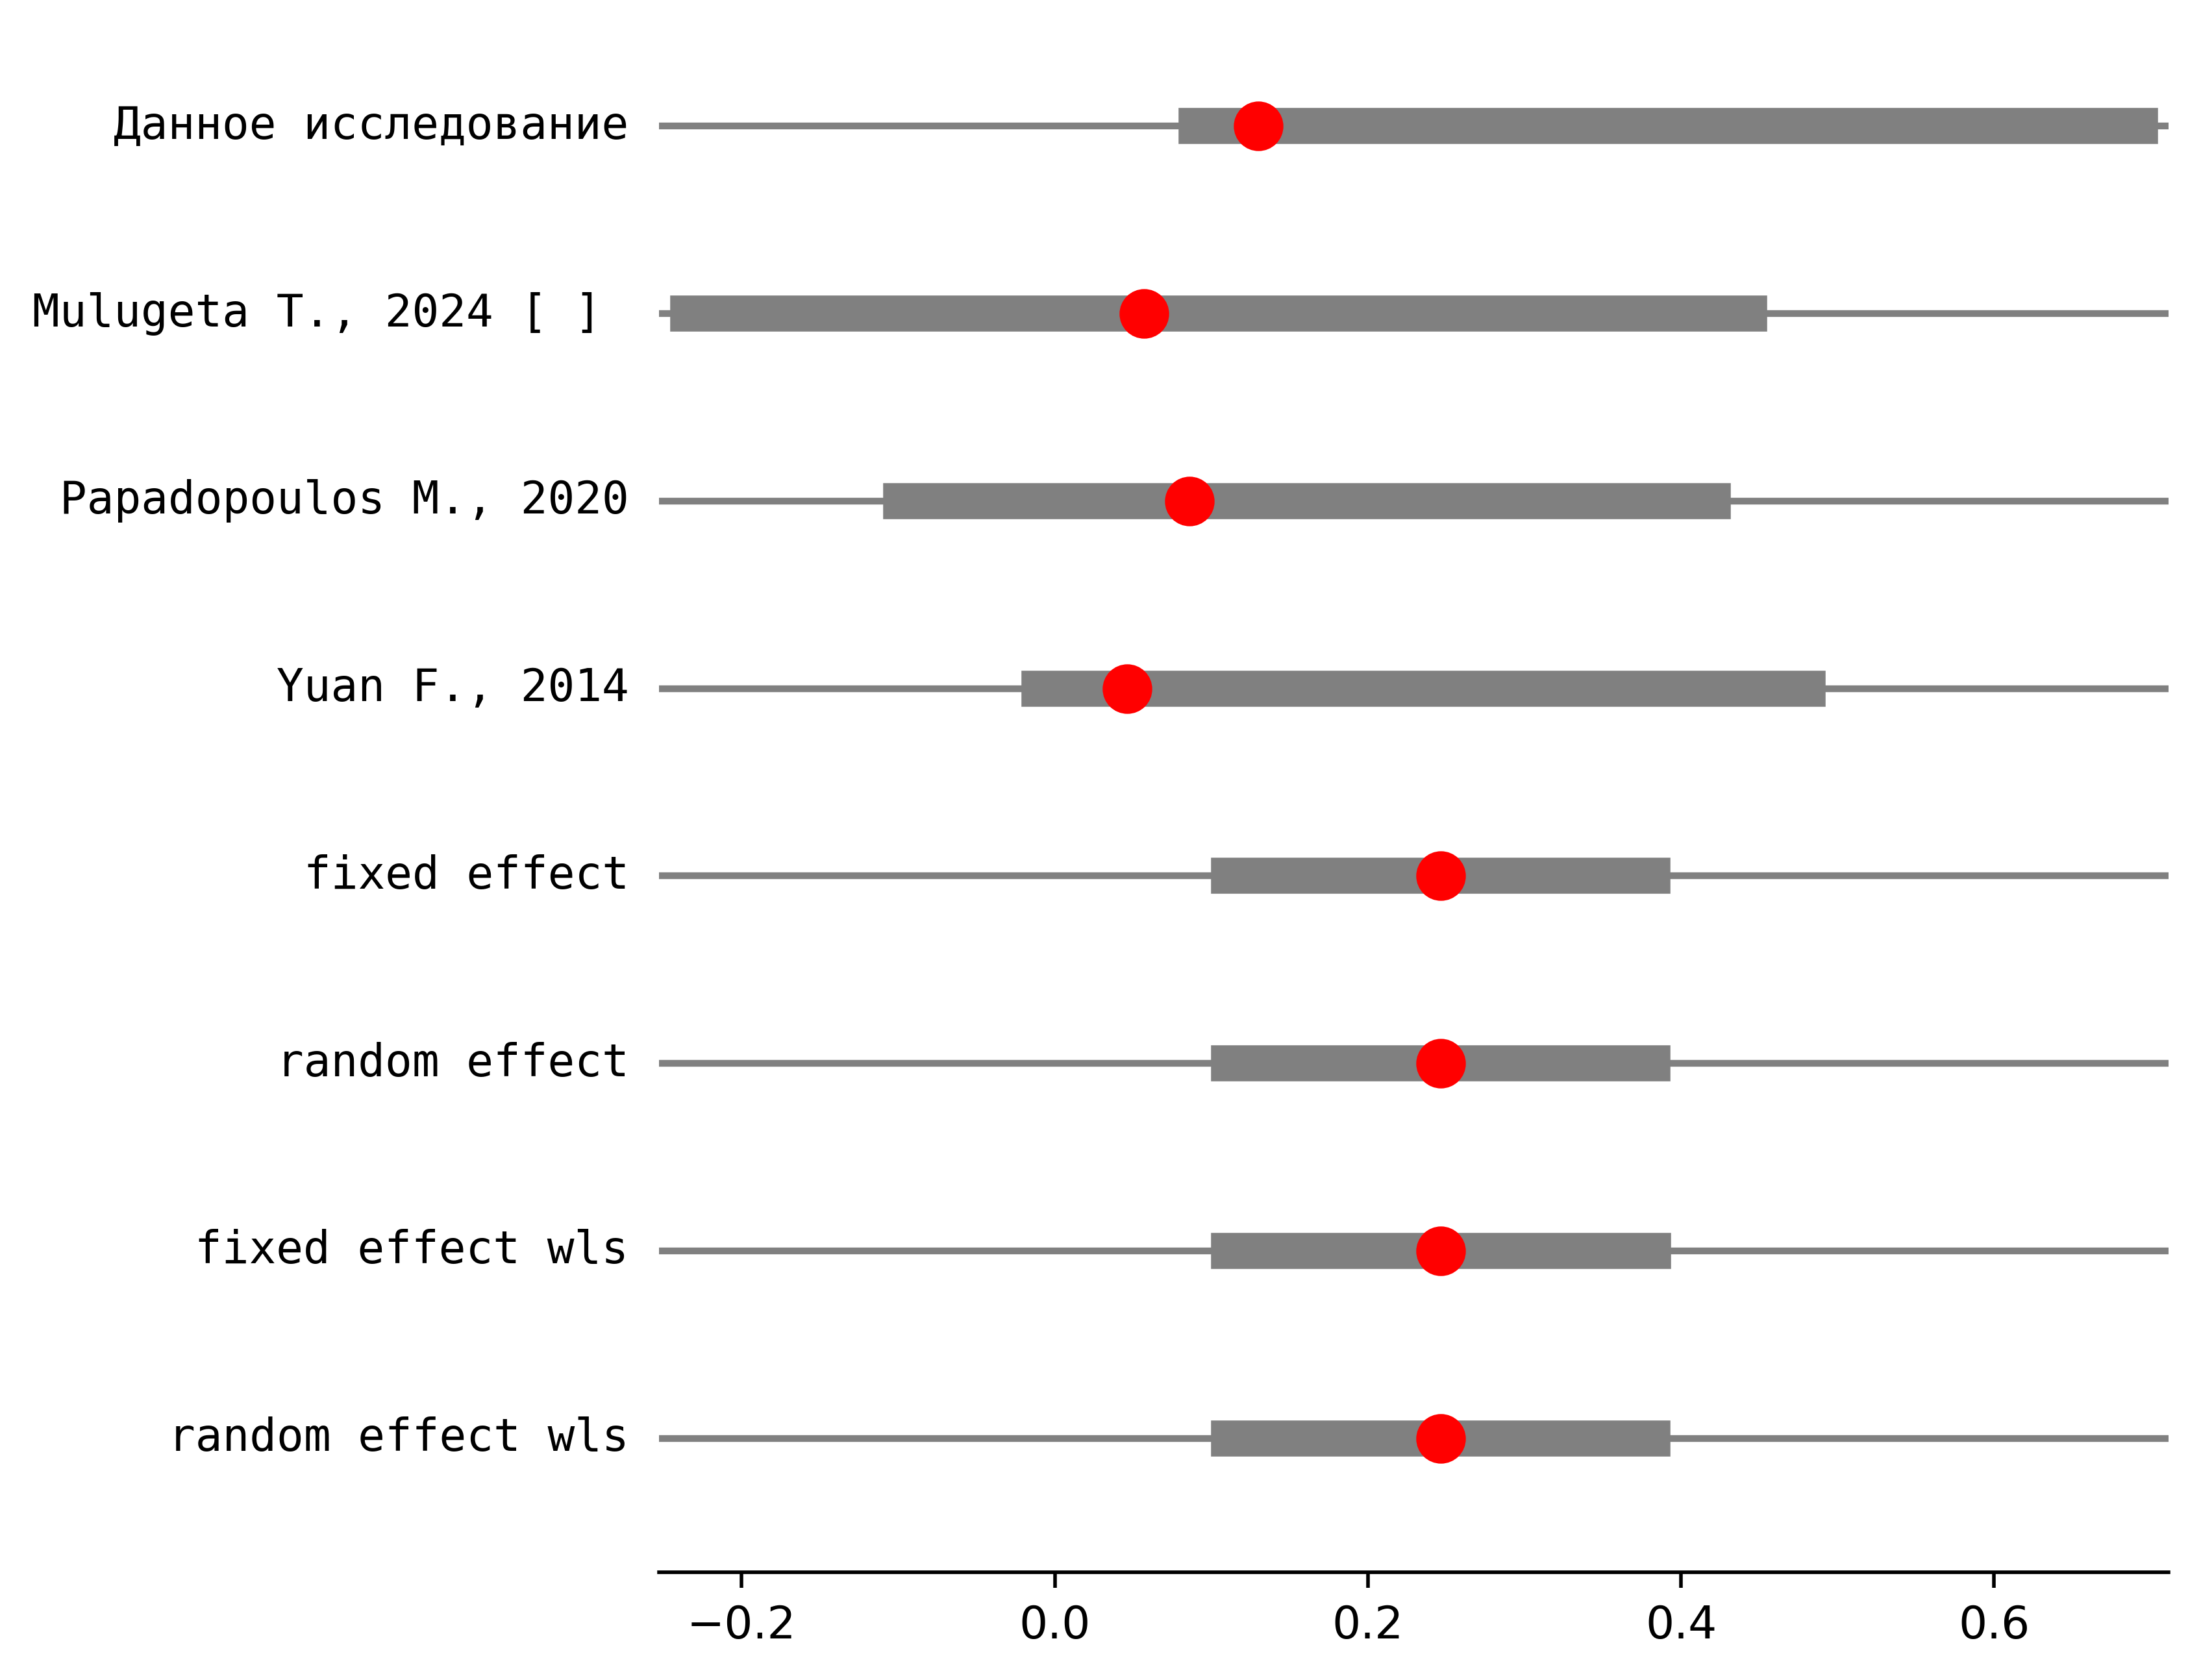 Данное исследование
Mulugeta T., 2024 [ ]
Papadopoulos M., 2020
Yuan F., 2014
fixed effect
random effect
fixed effect wls
random effect wls
−0.2 0.0 0.2 0.4 0.6